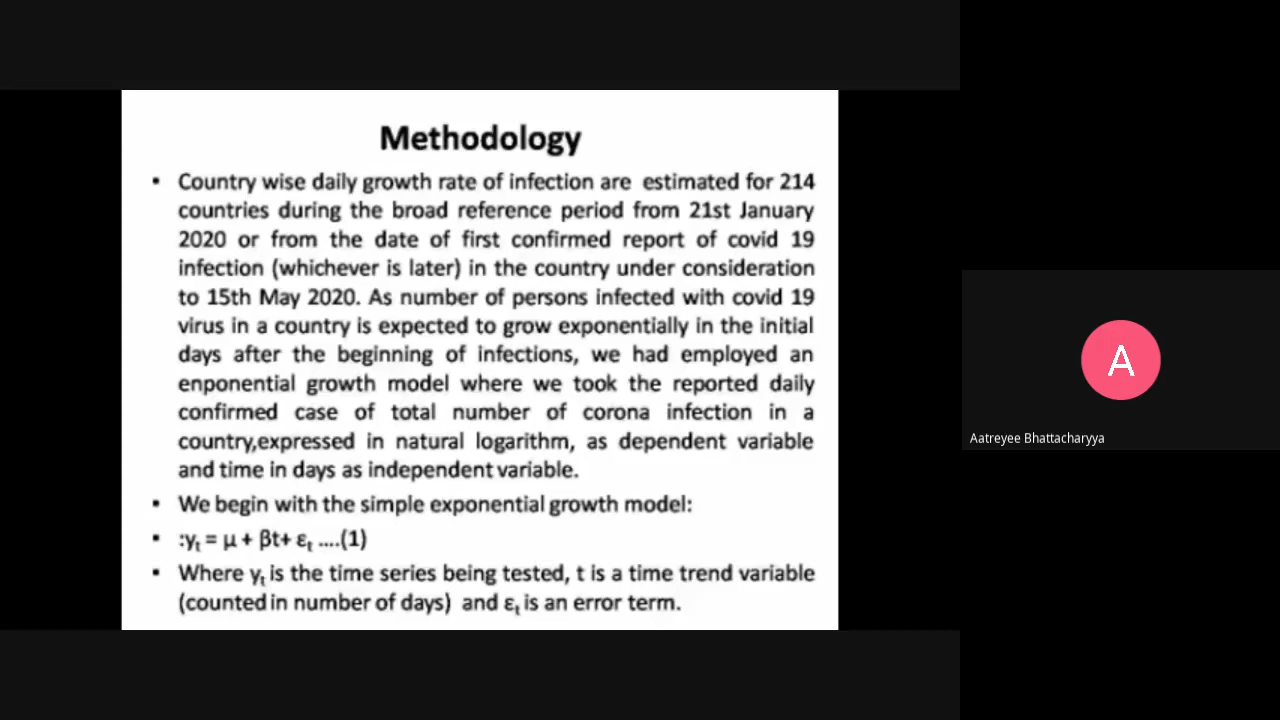 Methodology
• Country wise daily growth rate of infection are estimated for 214
countries during the broad reference period from 21st January
2020 or from the date of first confirmed report of covid 19
infection (whichever is later) in the country under consideration
to 15th May 2020. As number of persons infected with covid 19
virus in a country is expected to grow exponentially in the initial
days after the beginning of infections, we had employed an
enponential growth model where we took the reported daily
confirmed case of total number of corona infection in a
country,expressed in natural logarithm, as dependent variable
and time in days as independent variable.
• We begin with the simple exponential growth model:
• :yₜ = μ + βt+ εₜ ....(1)
• Where yₜ is the time series being tested, t is a time trend variable
(counted in number of days) and εₜ is an error term.
A
Aatreyee Bhattacharyya